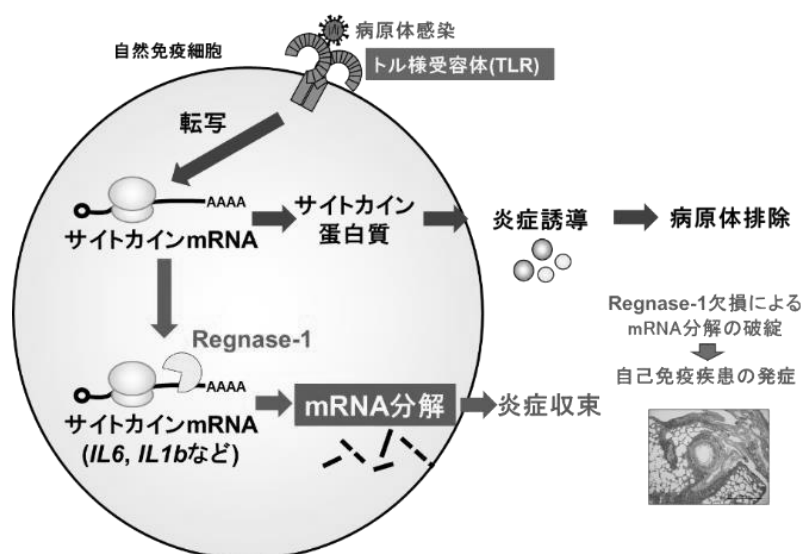 病原体感染
自然免疫細胞
トル様受容体(TLR)
転写
AAAA
サイトカインmRNA
サイトカイン
蛋白質
炎症誘導
病原体排除
Regnase-1
AAAA
サイトカインmRNA
(IL6, IL1bなど)
mRNA分解
炎症収束
Regnase-1欠損による
mRNA分解の破綻
自己免疫疾患の発症